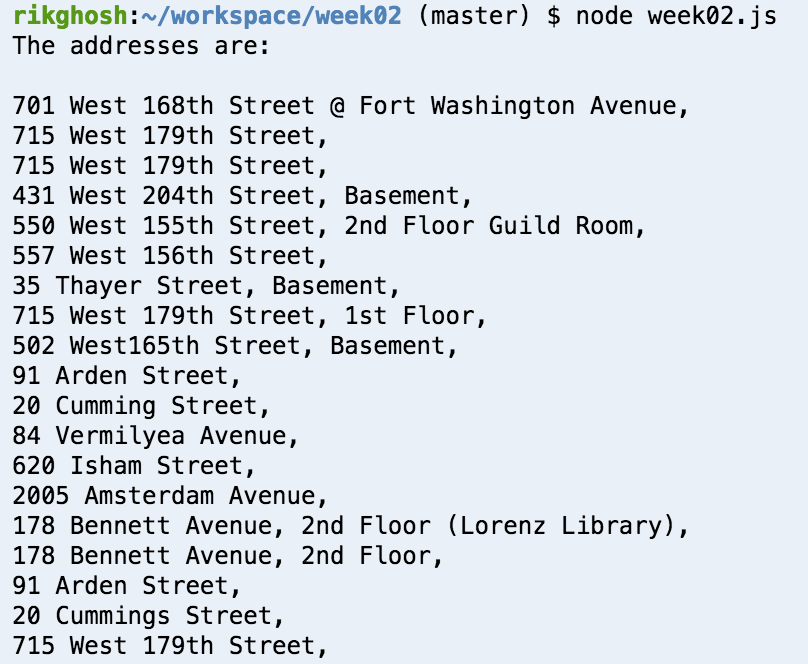 rikghosh:~/workspace/week02 (master) $ node week02.js
The addresses are:
701 West 168th Street @ Fort Washington Avenue,
715 West 179th Street,
715 West 179th Street,
431 West 204th Street, Basement,
550 West 155th Street, 2nd Floor Guild Room,
557 West 156th Street,
35 Thayer Street, Basement,
715 West 179th Street, 1st Floor,
502 West165th Street, Basement,
91 Arden Street,
20 Cumming Street,
84 Vermilyea Avenue,
620 Isham Street,
2005 Amsterdam Avenue,
178 Bennett Avenue, 2nd Floor (Lorenz Library),
178 Bennett Avenue, 2nd Floor,
91 Arden Street,
20 Cummings Street,
715 West 179th Street,